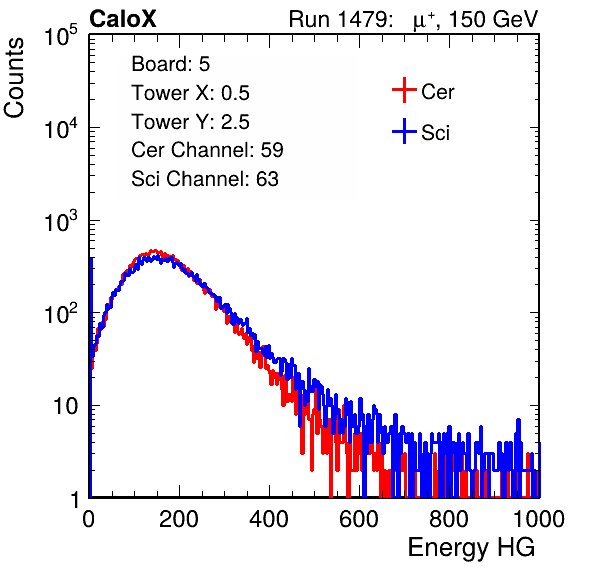 CaloX Run 1479: μ⁺, 150 GeV
Board: 5
Tower X: 0.5
Tower Y: 2.5
Cer Channel: 59
Sci Channel: 63
Cer
Sci
Counts
10⁵
10⁴
10³
10²
10
1
0 200 400 600 800 1000
Energy HG